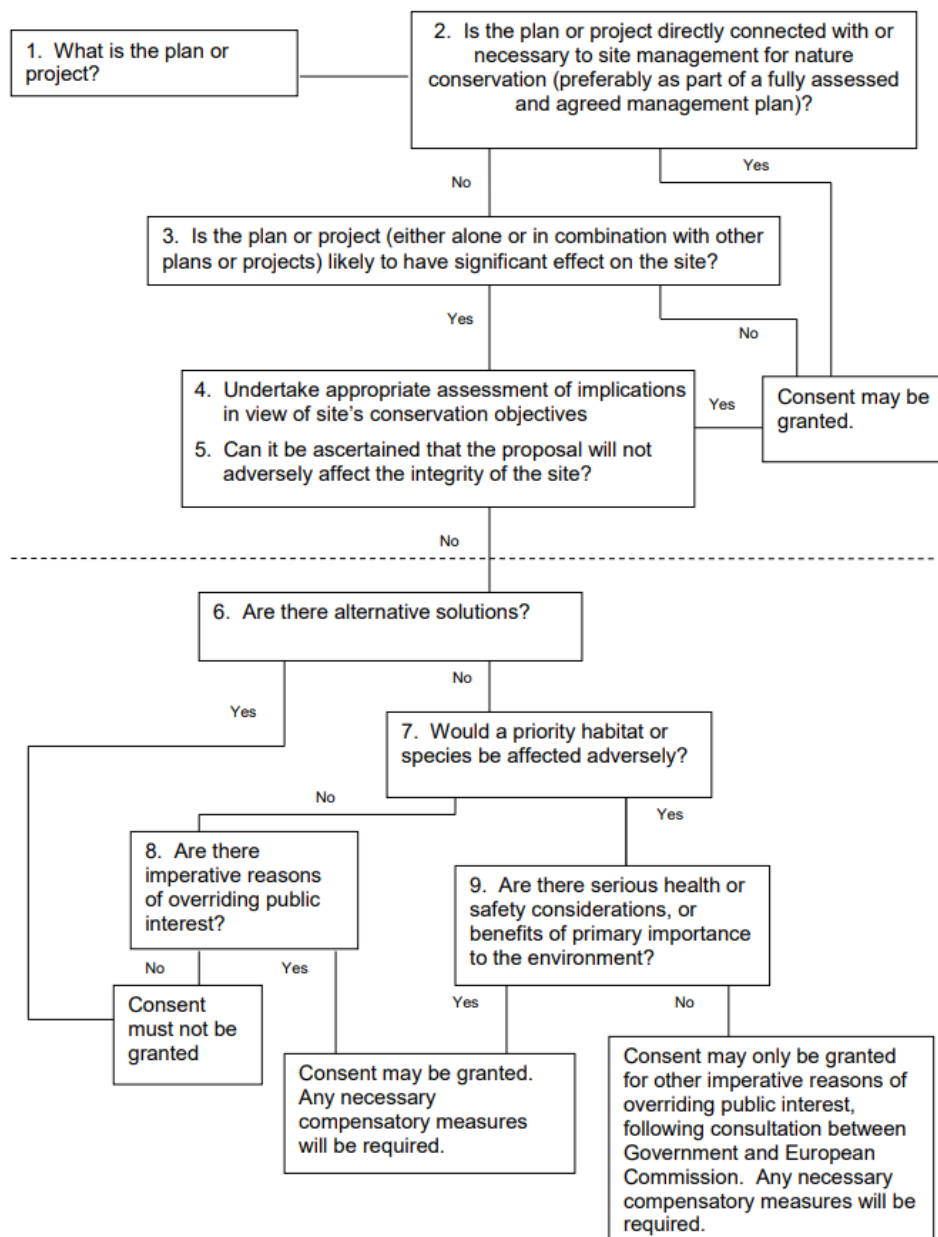 1. What is the plan or
project?
2. Is the plan or project directly connected with or
necessary to site management for nature
conservation (preferably as part of a fully assessed
and agreed management plan)?
No
Yes
3. Is the plan or project (either alone or in combination with other
plans or projects) likely to have significant effect on the site?
Yes
No
4. Undertake appropriate assessment of implications
in view of site's conservation objectives
5. Can it be ascertained that the proposal will not
adversely affect the integrity of the site?
Yes
Consent may be
granted.
No
6. Are there alternative solutions?
Yes
No
7. Would a priority habitat or
species be affected adversely?
No
Yes
8. Are there
imperative reasons
of overriding public
interest?
9. Are there serious health or
safety considerations, or
benefits of primary importance
to the environment?
No
Yes
Yes
No
Consent
must not be
granted
Consent may be granted.
Any necessary
compensatory measures
will be required.
Consent may only be granted
for other imperative reasons of
overriding public interest,
following consultation between
Government and European
Commission. Any necessary
compensatory measures will be
required.